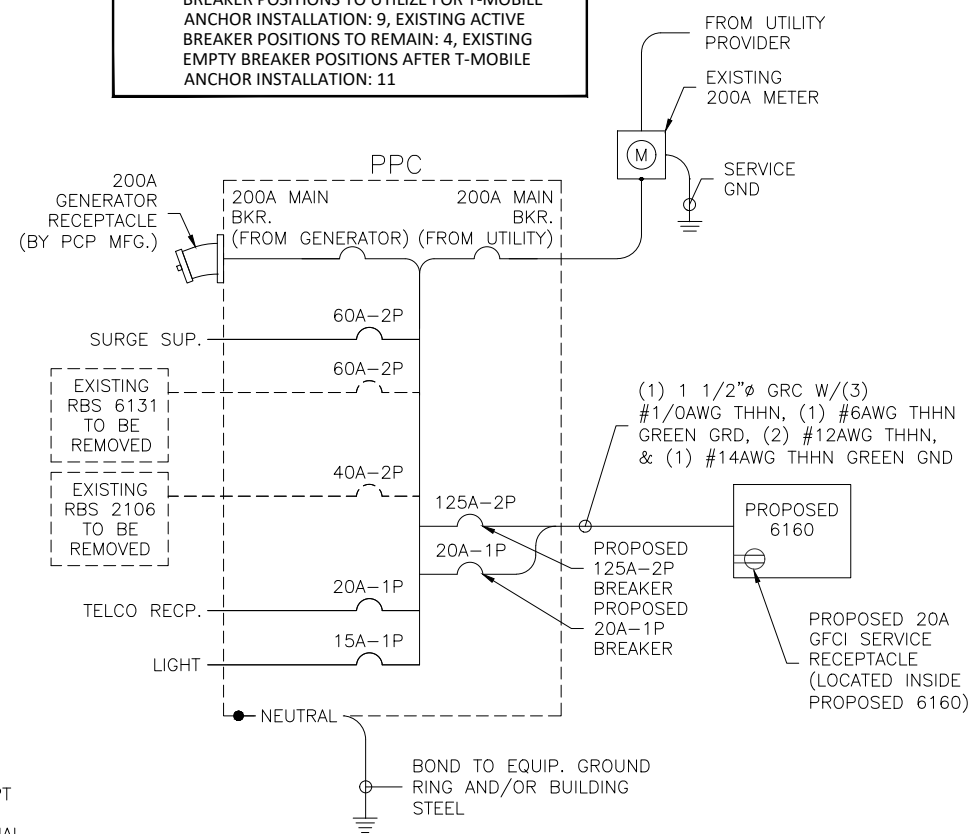 BREAKER POSITIONS TO UTILIZE FOR T-MOBILE
ANCHOR INSTALLATION: 9, EXISTING ACTIVE
BREAKER POSITIONS TO REMAIN: 4, EXISTING
EMPTY BREAKER POSITIONS AFTER T-MOBILE
ANCHOR INSTALLATION: 11
FROM UTILITY
PROVIDER
EXISTING
200A METER
M
SERVICE
GND
PPC
200A
GENERATOR
RECEPTACLE
(BY PCP MFG.)
200A MAIN
BKR.
(FROM GENERATOR)
200A MAIN
BKR.
(FROM UTILITY)
60A-2P
SURGE SUP.
60A-2P
EXISTING
RBS 6131
TO BE
REMOVED
40A-2P
EXISTING
RBS 2106
TO BE
REMOVED
(1) 1 1/2"ø GRC W/(3)
#1/0AWG THHN, (1) #6AWG THHN
GREEN GRD, (2) #12AWG THHN,
& (1) #14AWG THHN GREEN GND
125A-2P
20A-1P
PROPOSED
125A-2P
BREAKER
PROPOSED
20A-1P
BREAKER
PROPOSED
6160
PROPOSED 20A
GFCI SERVICE
RECEPTACLE
(LOCATED INSIDE
PROPOSED 6160)
20A-1P
TELCO RECP.
15A-1P
LIGHT
NEUTRAL
BOND TO EQUIP. GROUND
RING AND/OR BUILDING
STEEL
PT